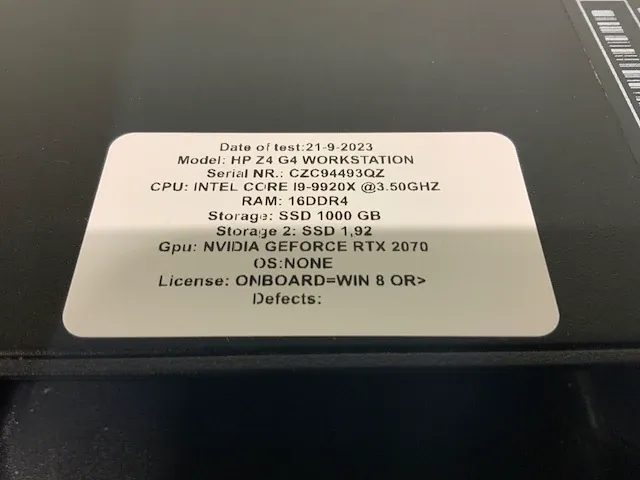 Date of test:21-9-2023
Model: HP Z4 G4 WORKSTATION
Serial NR.: CZC94493QZ
CPU: INTEL CORE I9-9920X @3.50GHZ
RAM: 16DDR4
Storage: SSD 1000 GB
Storage 2: SSD 1,92
Gpu: NVIDIA GEFORCE RTX 2070
OS:NONE
License: ONBOARD=WIN 8 OR>
Defects: